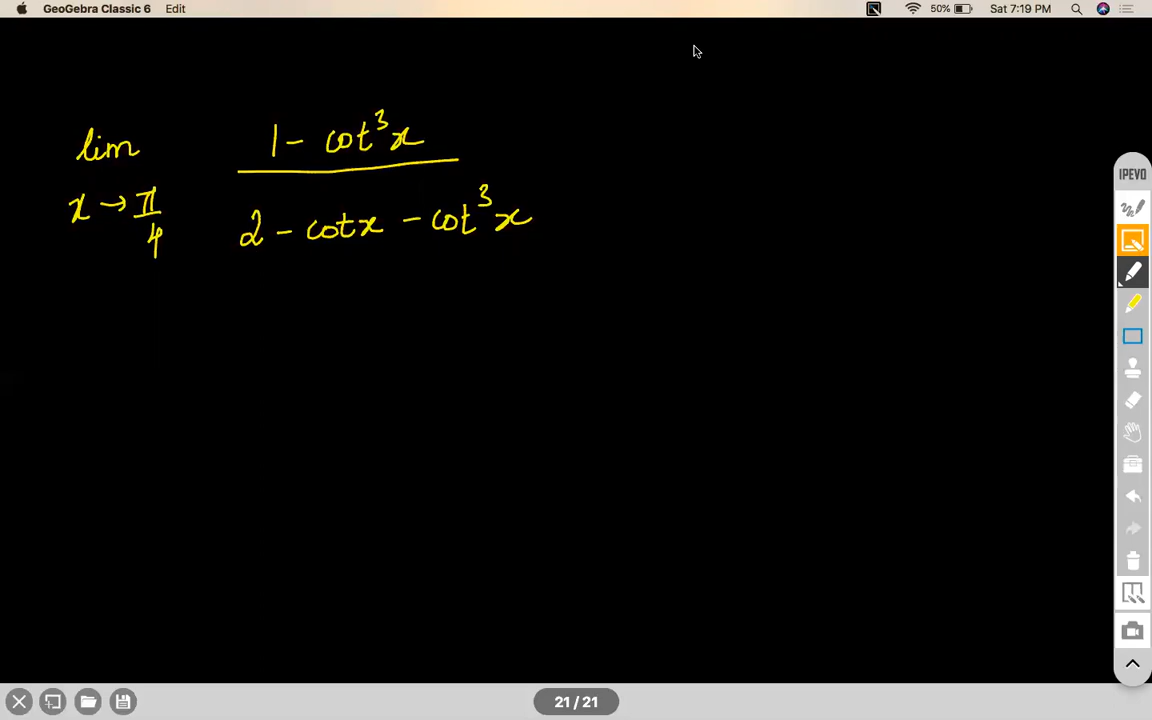 GeoGebra Classic 6 Edit 50% Sat 7:19 PM
lim 1 - cot³x
x → π/4 2 - cotx - cot³x
IPEVO
21 / 21